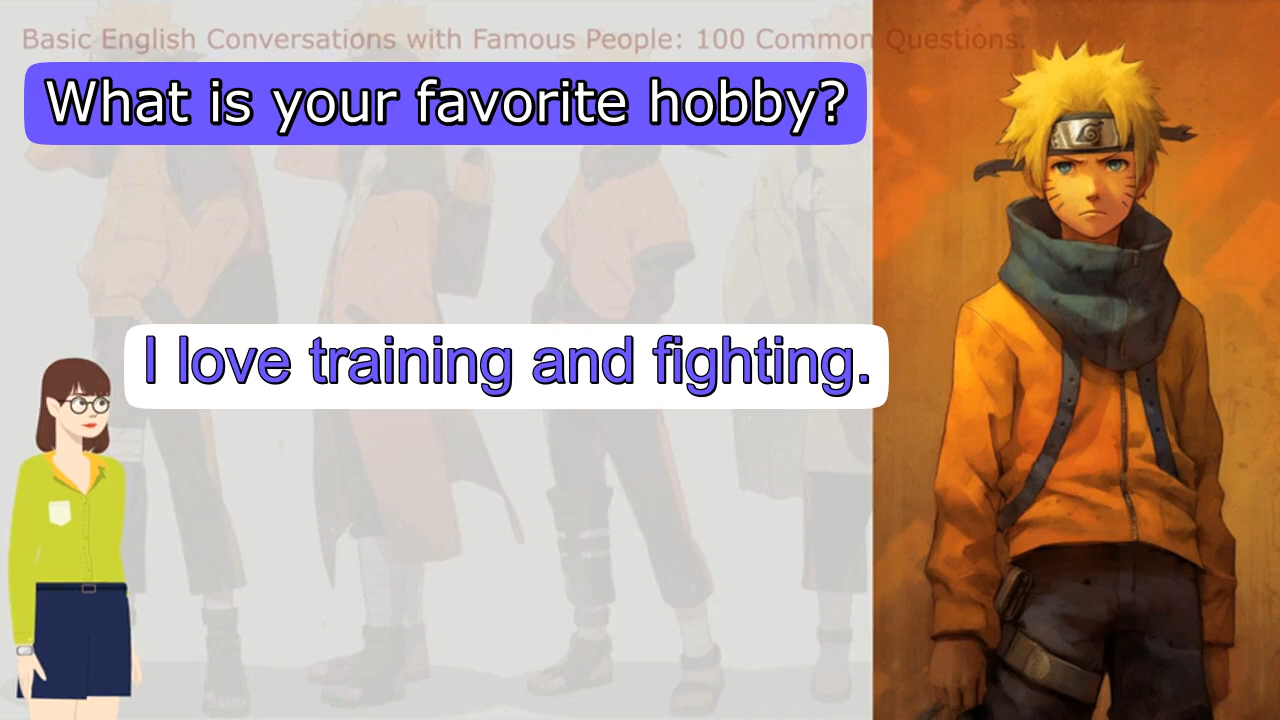 Basic English Conversations with Famous People: 100 Common Questions.
What is your favorite hobby?
I love training and fighting.